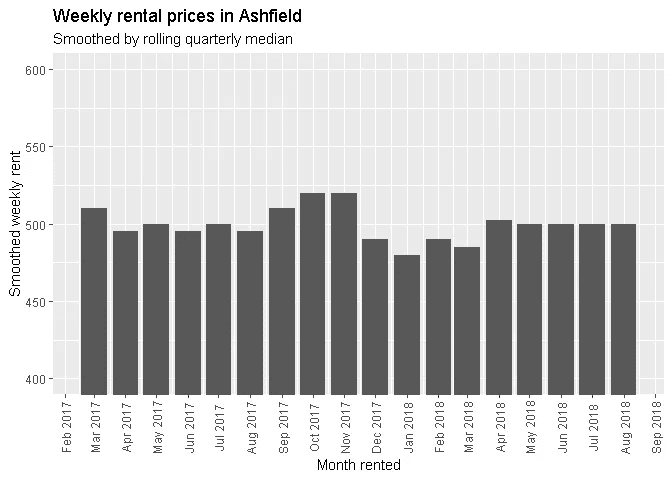 Weekly rental prices in Ashfield
Smoothed by rolling quarterly median
Smoothed weekly rent
600
550
500
450
400
Feb 2017
Mar 2017
Apr 2017
May 2017
Jun 2017
Jul 2017
Aug 2017
Sep 2017
Oct 2017
Nov 2017
Dec 2017
Jan 2018
Feb 2018
Mar 2018
Apr 2018
May 2018
Jun 2018
Jul 2018
Aug 2018
Sep 2018
Month rented